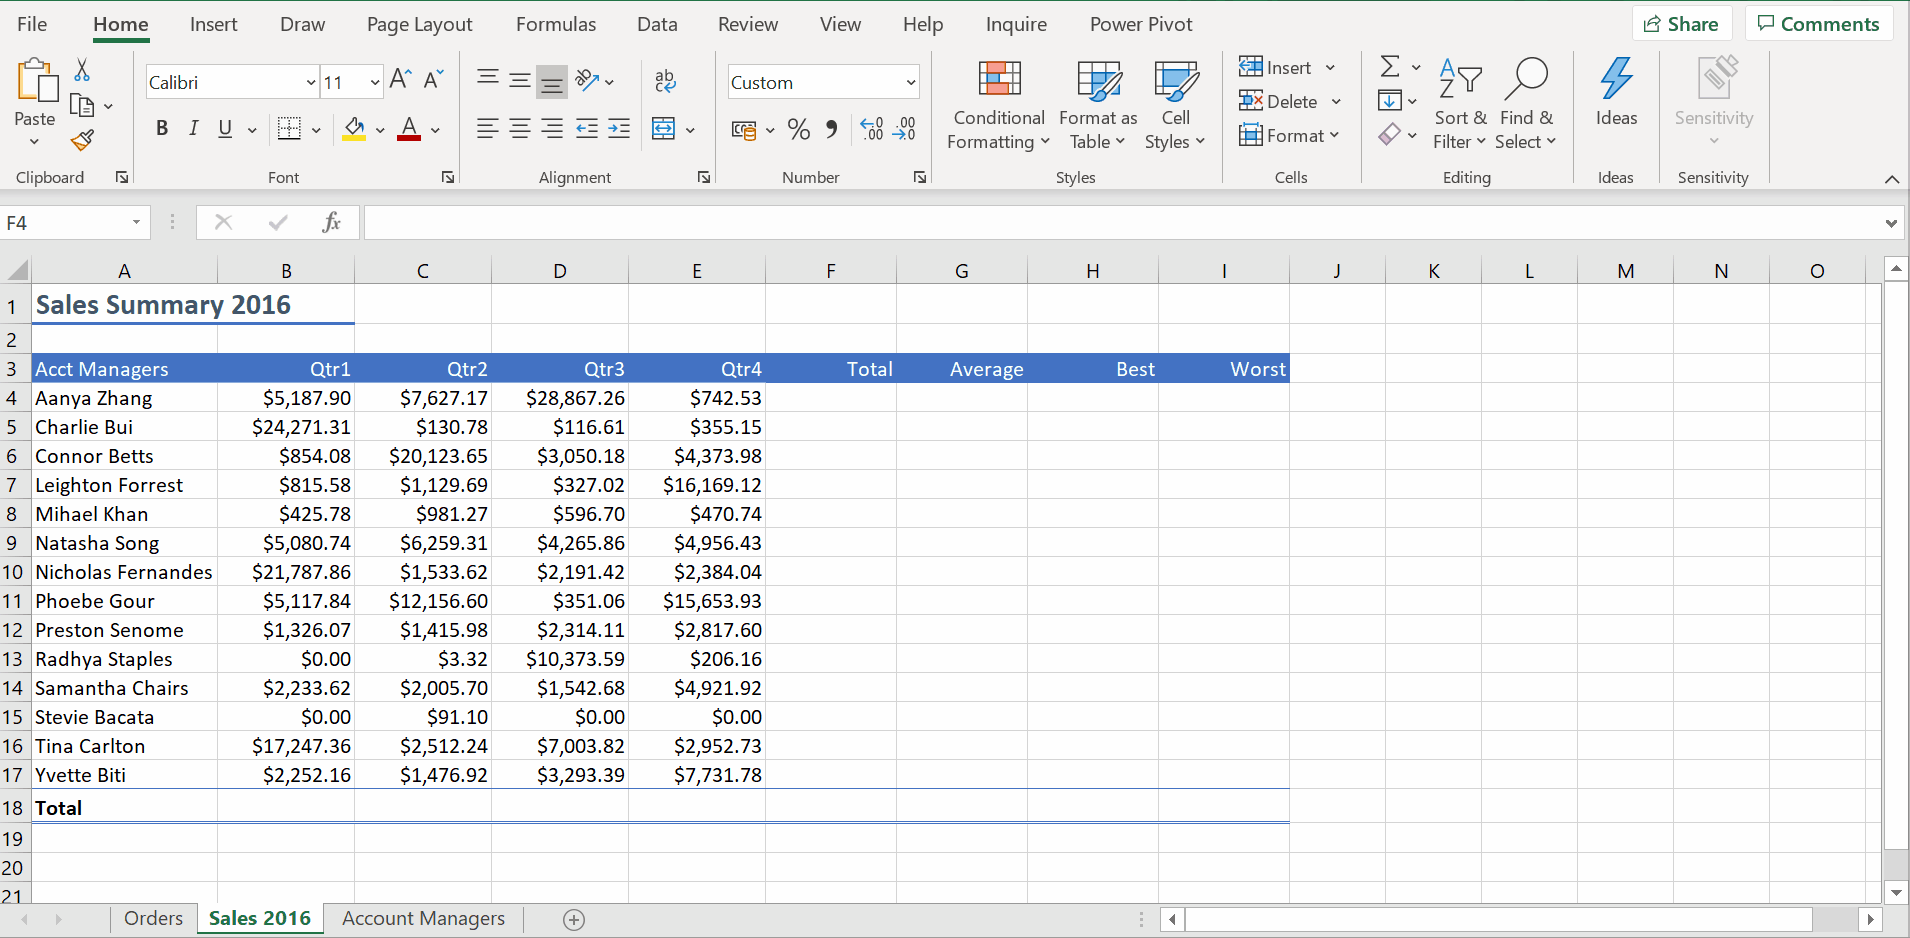 File Home Insert Draw Page Layout Formulas Data Review View Help Inquire Power Pivot Share Comments
Calibri 11 A A ab Custom Insert
Paste Conditional Format as Cell Delete Sort & Find & Ideas Sensitivity
B I U A % Formatting Table Styles Format Filter Select
Clipboard Font Alignment Number Styles Cells Editing Ideas Sensitivity
F4 fx
A B C D E F G H I J K L M N O
1 Sales Summary 2016
2
3 Acct Managers Qtr1 Qtr2 Qtr3 Qtr4 Total Average Best Worst
4 Aanya Zhang $5,187.90 $7,627.17 $28,867.26 $742.53
5 Charlie Bui $24,271.31 $130.78 $116.61 $355.15
6 Connor Betts $854.08 $20,123.65 $3,050.18 $4,373.98
7 Leighton Forrest $815.58 $1,129.69 $327.02 $16,169.12
8 Mihael Khan $425.78 $981.27 $596.70 $470.74
9 Natasha Song $5,080.74 $6,259.31 $4,265.86 $4,956.43
10 Nicholas Fernandes $21,787.86 $1,533.62 $2,191.42 $2,384.04
11 Phoebe Gour $5,117.84 $12,156.60 $351.06 $15,653.93
12 Preston Senome $1,326.07 $1,415.98 $2,314.11 $2,817.60
13 Radhya Staples $0.00 $3.32 $10,373.59 $206.16
14 Samantha Chairs $2,233.62 $2,005.70 $1,542.68 $4,921.92
15 Stevie Bacata $0.00 $91.10 $0.00 $0.00
16 Tina Carlton $17,247.36 $2,512.24 $7,003.82 $2,952.73
17 Yvette Biti $2,252.16 $1,476.92 $3,293.39 $7,731.78
18 Total
19
20
21
Orders Sales 2016 Account Managers